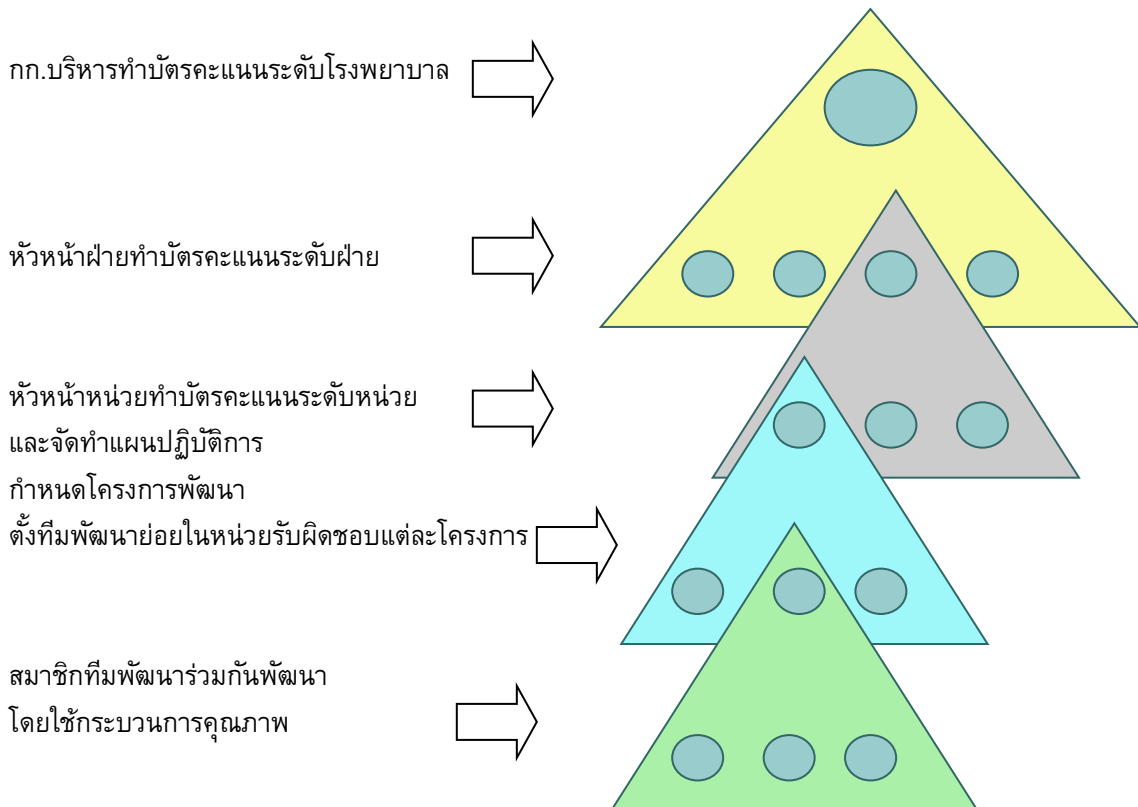 กก.บริหารทำบัตรคะแนนระดับโรงพยาบาล
หัวหน้าฝ่ายทำบัตรคะแนนระดับฝ่าย
หัวหน้าหน่วยทำบัตรคะแนนระดับหน่วย
และจัดทำแผนปฏิบัติการ
กำหนดโครงการพัฒนา
ตั้งทีมพัฒนาย่อยในหน่วยรับผิดชอบแต่ละโครงการ
สมาชิกทีมพัฒนาร่วมกันพัฒนา
โดยใช้กระบวนการคุณภาพ